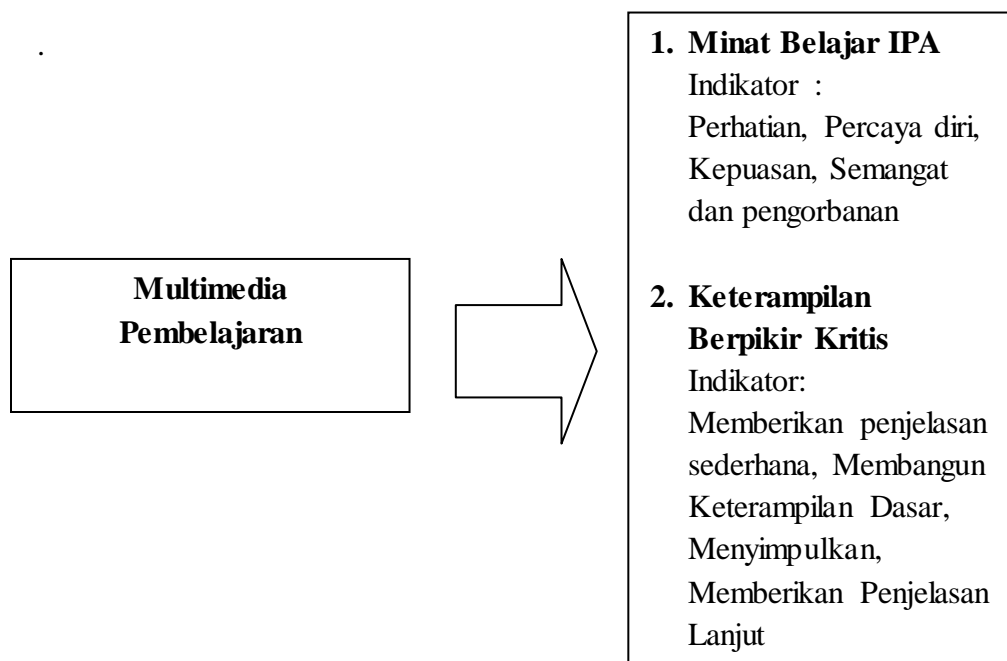 .
Multimedia
Pembelajaran
1. Minat Belajar IPA
Indikator :
Perhatian, Percaya diri,
Kepuasan, Semangat
dan pengorbanan
2. Keterampilan
Berpikir Kritis
Indikator:
Memberikan penjelasan
sederhana, Membangun
Keterampilan Dasar,
Menyimpulkan,
Memberikan Penjelasan
Lanjut